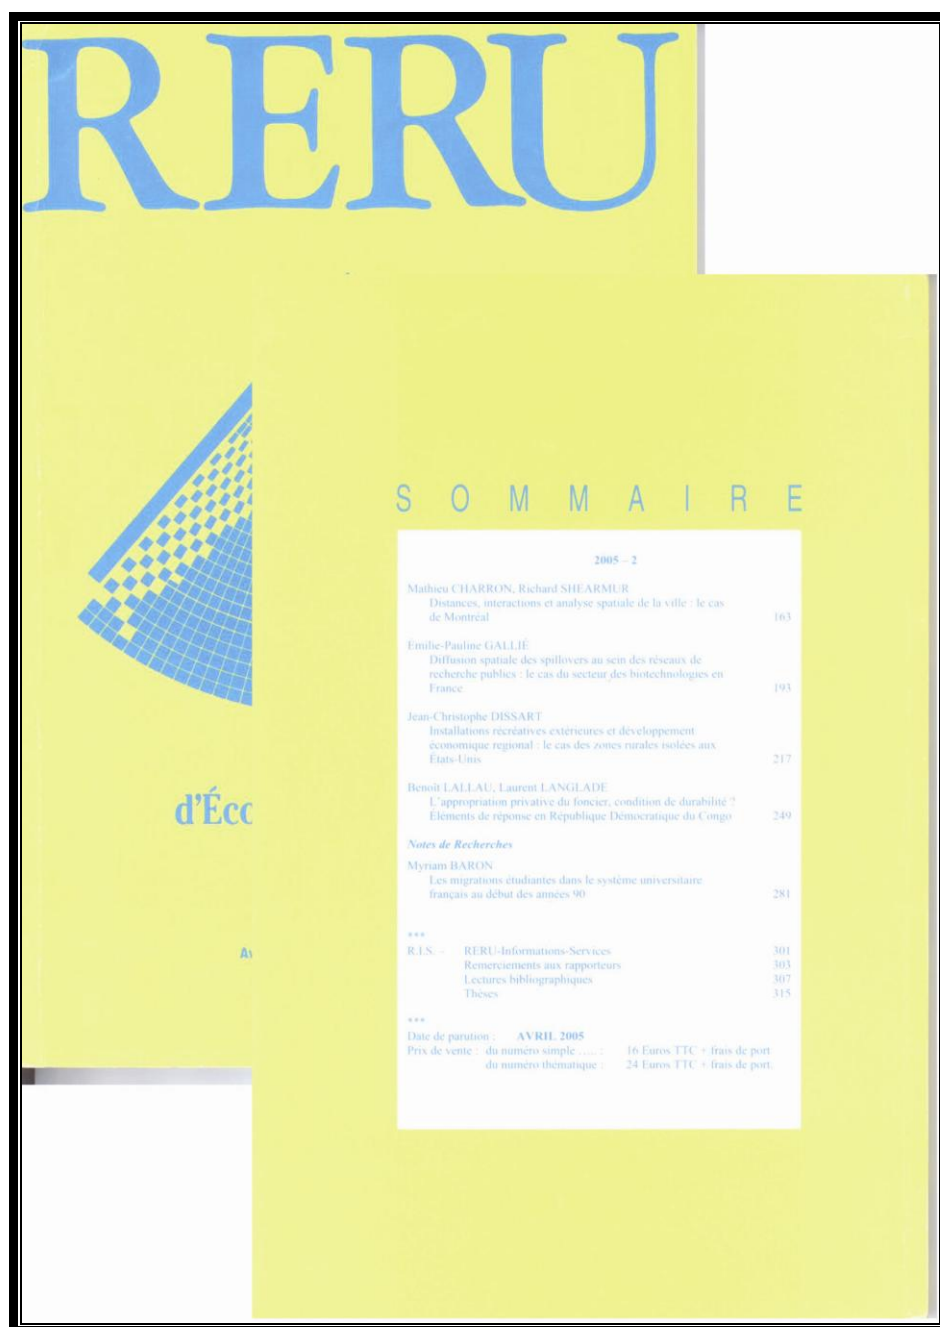 RERU
d'Éco
Av
SOMMAIRE
2005 – 2
Mathieu CHARRON, Richard SHEARMUR
Distances, interactions et analyse spatiale de la ville : le cas
de Montréal 163
Emilie-Pauline GALLIÉ
Diffusion spatiale des spillovers au sein des réseaux de
recherche publics : le cas du secteur des biotechnologies en
France 193
Jean-Christophe DISSART
Installations récréatives extérieures et développement
économique regional : le cas des zones rurales isolées aux
États-Unis 217
Benoît LALLAU, Laurent LANGLADE
L'appropriation privative du foncier, condition de durabilité ?
Éléments de réponse en République Démocratique du Congo 249
Notes de Recherches
Myriam BARON
Les migrations étudiantes dans le système universitaire
français au début des années 90 281
***
R.I.S. – RERU-Informations-Services 301
Remerciements aux rapporteurs 303
Lectures bibliographiques 307
Thèses 315
***
Date de parution : AVRIL 2005
Prix de vente : du numéro simple ..... : 16 Euros TTC + frais de port
du numéro thématique : 24 Euros TTC + frais de port.